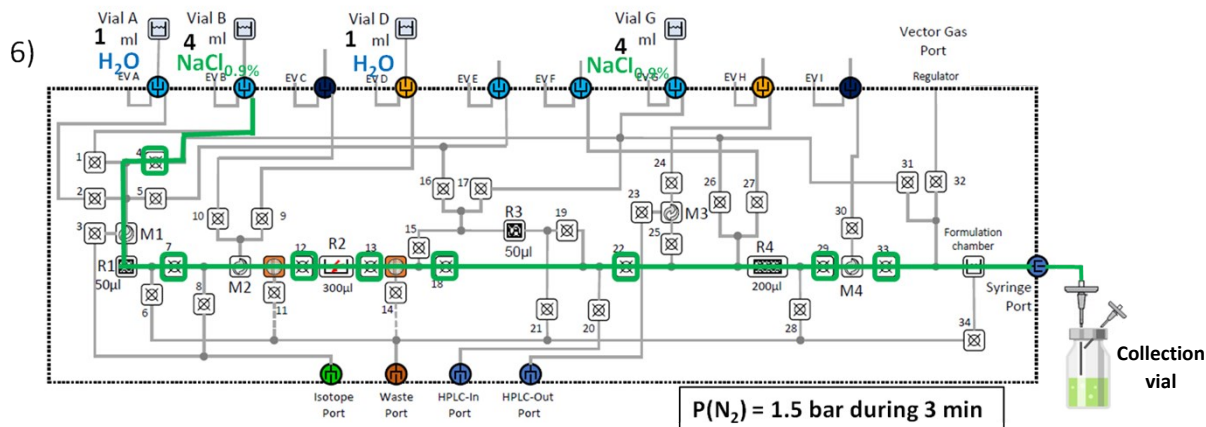 6)
Vial A
1 ml
H₂O
Vial B
4 ml
NaCl0.9%
Vial D
1 ml
H₂O
Vial G
4 ml
NaCl0.9%
Vector Gas
Port
Regulator
EV A
EV B
EV C
EV D
EV E
EV F
EV G
EV H
EV I
1
4
2
5
3
M1
10
9
16
17
24
23
M3
25
26
27
31
32
30
R1
50µl
7
6
8
M2
11
12
R2
300µl
13
14
15
18
R3
50µl
19
21
20
22
R4
200µl
28
29
M4
33
Formulation
chamber
34
Syringe
Port
Isotope
Port
Waste
Port
HPLC-In
Port
HPLC-Out
Port
P(N₂) = 1.5 bar during 3 min
Collection
vial